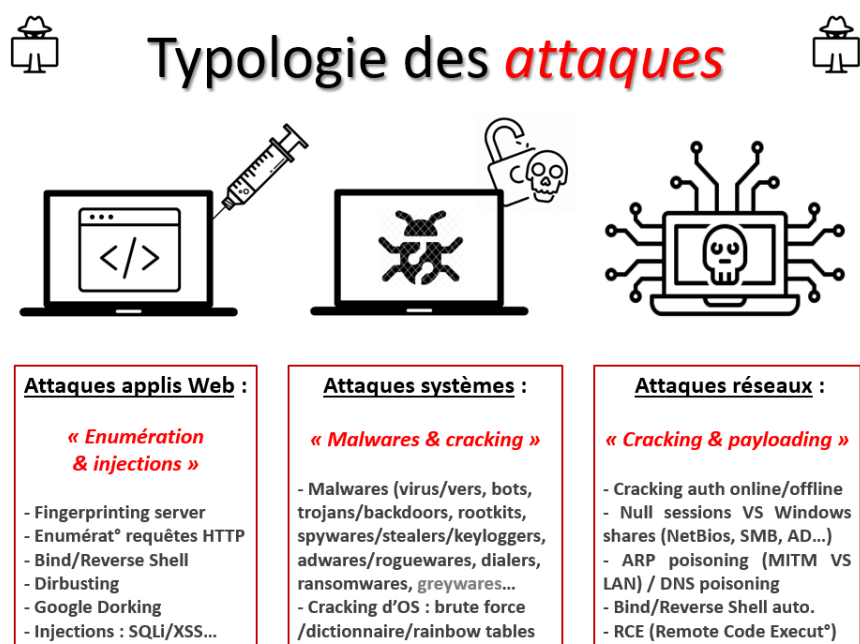 Typologie des attaques
</>
Attaques applis Web :
« Enumération
& injections »
- Fingerprinting server
- Enumérat° requêtes HTTP
- Bind/Reverse Shell
- Dirbusting
- Google Dorking
- Injections : SQLi/XSS...
Attaques systèmes :
« Malwares & cracking »
- Malwares (virus/vers, bots,
trojans/backdoors, rootkits,
spywares/stealers/keyloggers,
adwares/roguewares, dialers,
ransomwares, greywares...
- Cracking d'OS : brute force
/dictionnaire/rainbow tables
Attaques réseaux :
« Cracking & payloading »
- Cracking auth online/offline
- Null sessions VS Windows
shares (NetBios, SMB, AD...)
- ARP poisoning (MITM VS
LAN) / DNS poisoning
- Bind/Reverse Shell auto.
- RCE (Remote Code Execut°)